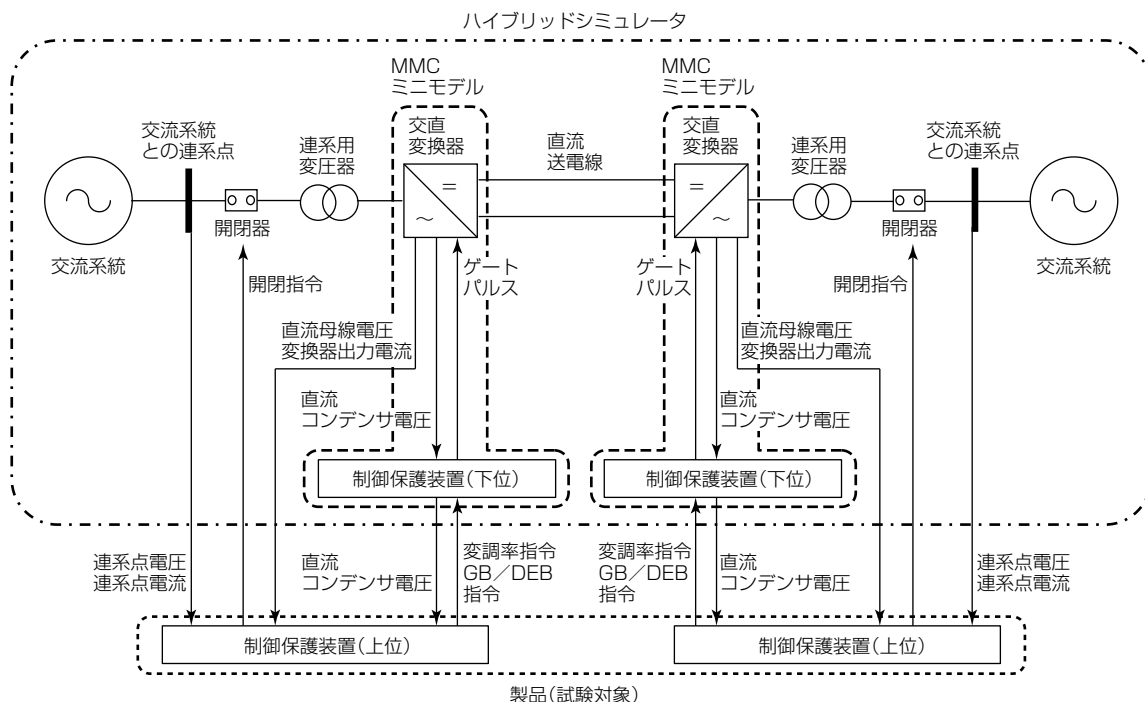 ハイブリッドシミュレータ
MMC
ミニモデル
MMC
ミニモデル
交流系統
との連系点
連系用
変圧器
交直
変換器
直流
送電線
交直
変換器
連系用
変圧器
交流系統
との連系点
=
~
=
~
開閉器
開閉器
交流系統
交流系統
開閉指令
ゲート
パルス
ゲート
パルス
開閉指令
直流母線電圧
変換器出力電流
直流母線電圧
変換器出力電流
直流
コンデンサ電圧
直流
コンデンサ電圧
制御保護装置(下位)
制御保護装置(下位)
連系点電圧
連系点電流
直流
コンデンサ電圧
変調率指令
GB/DEB
指令
変調率指令
GB/DEB
指令
直流
コンデンサ電圧
連系点電圧
連系点電流
制御保護装置(上位)
制御保護装置(上位)
製品(試験対象)